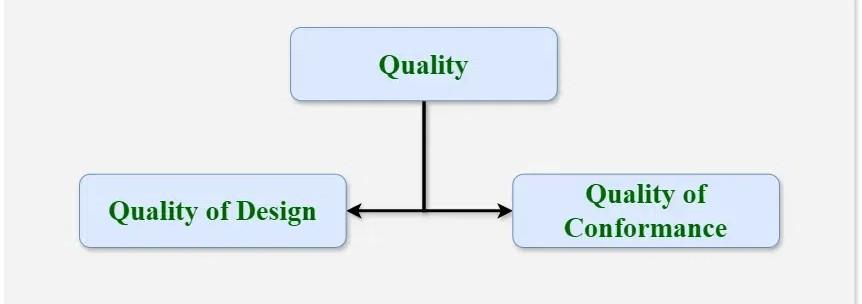 Quality
Quality of Design
Quality of
Conformance